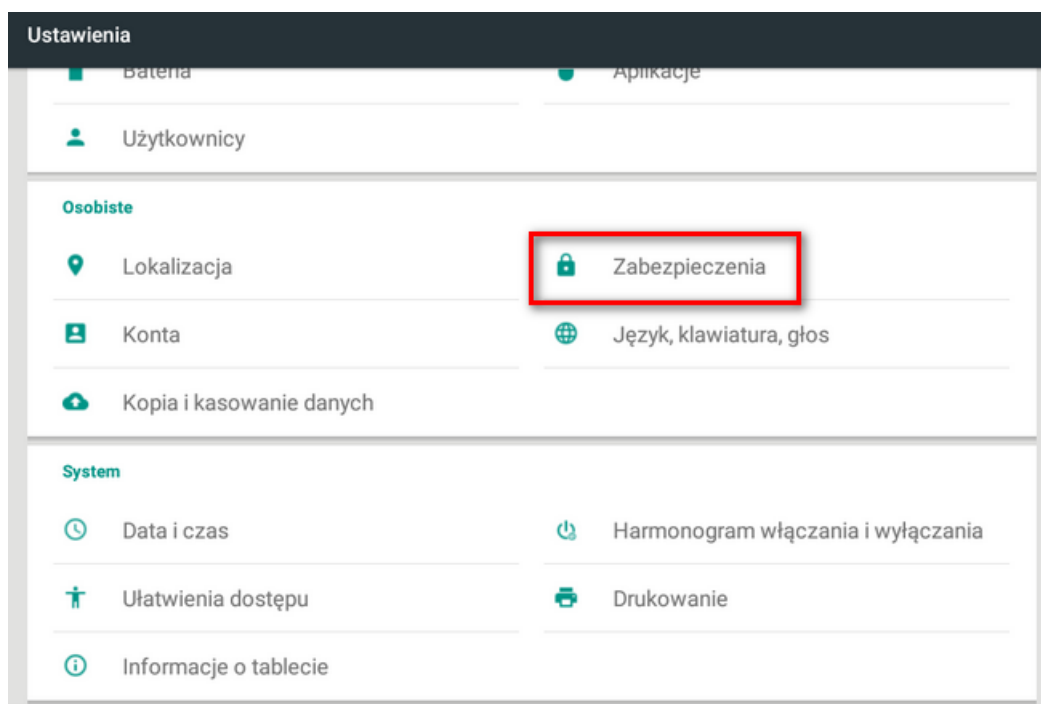 Ustawienia
Bateria
Aplikacje
Użytkownicy
Osobiste
Lokalizacja
Zabezpieczenia
Konta
Język, klawiatura, głos
Kopia i kasowanie danych
System
Data i czas
Harmonogram włączania i wyłączania
Ułatwienia dostępu
Drukowanie
Informacje o tablecie